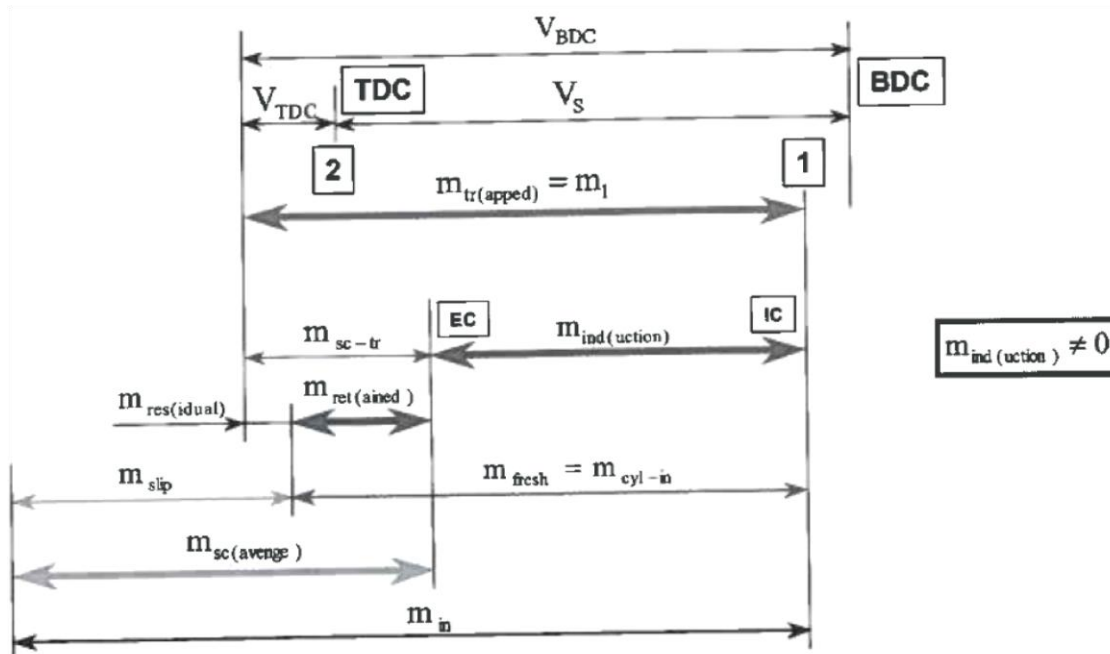 V_BDC
TDC
BDC
V_TDC
V_S
2
1
m_tr(apped) = m_1
EC
IC
m_sc-tr
m_ind(uction)
m_ind(uction) ≠ 0
m_ret(ained)
m_res(idual)
m_slip
m_fresh = m_cyl-in
m_sc(avenge)
m_in